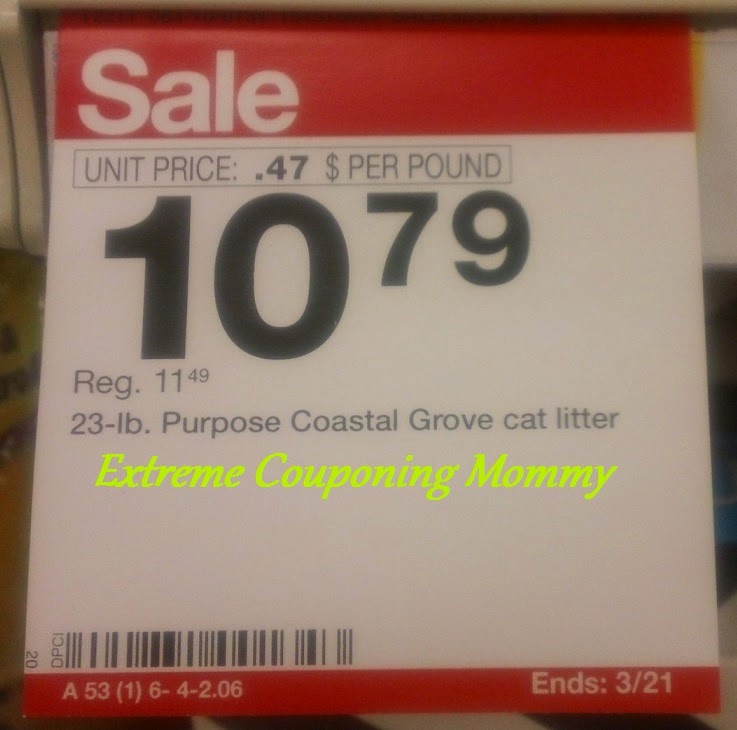 Sale
UNIT PRICE: .47 $ PER POUND
10 79
Reg. 11 49
23-lb. Purpose Coastal Grove cat litter
Extreme Couponing Mommy
DPCI
20
A 53 (1) 6- 4-2.06
Ends: 3/21